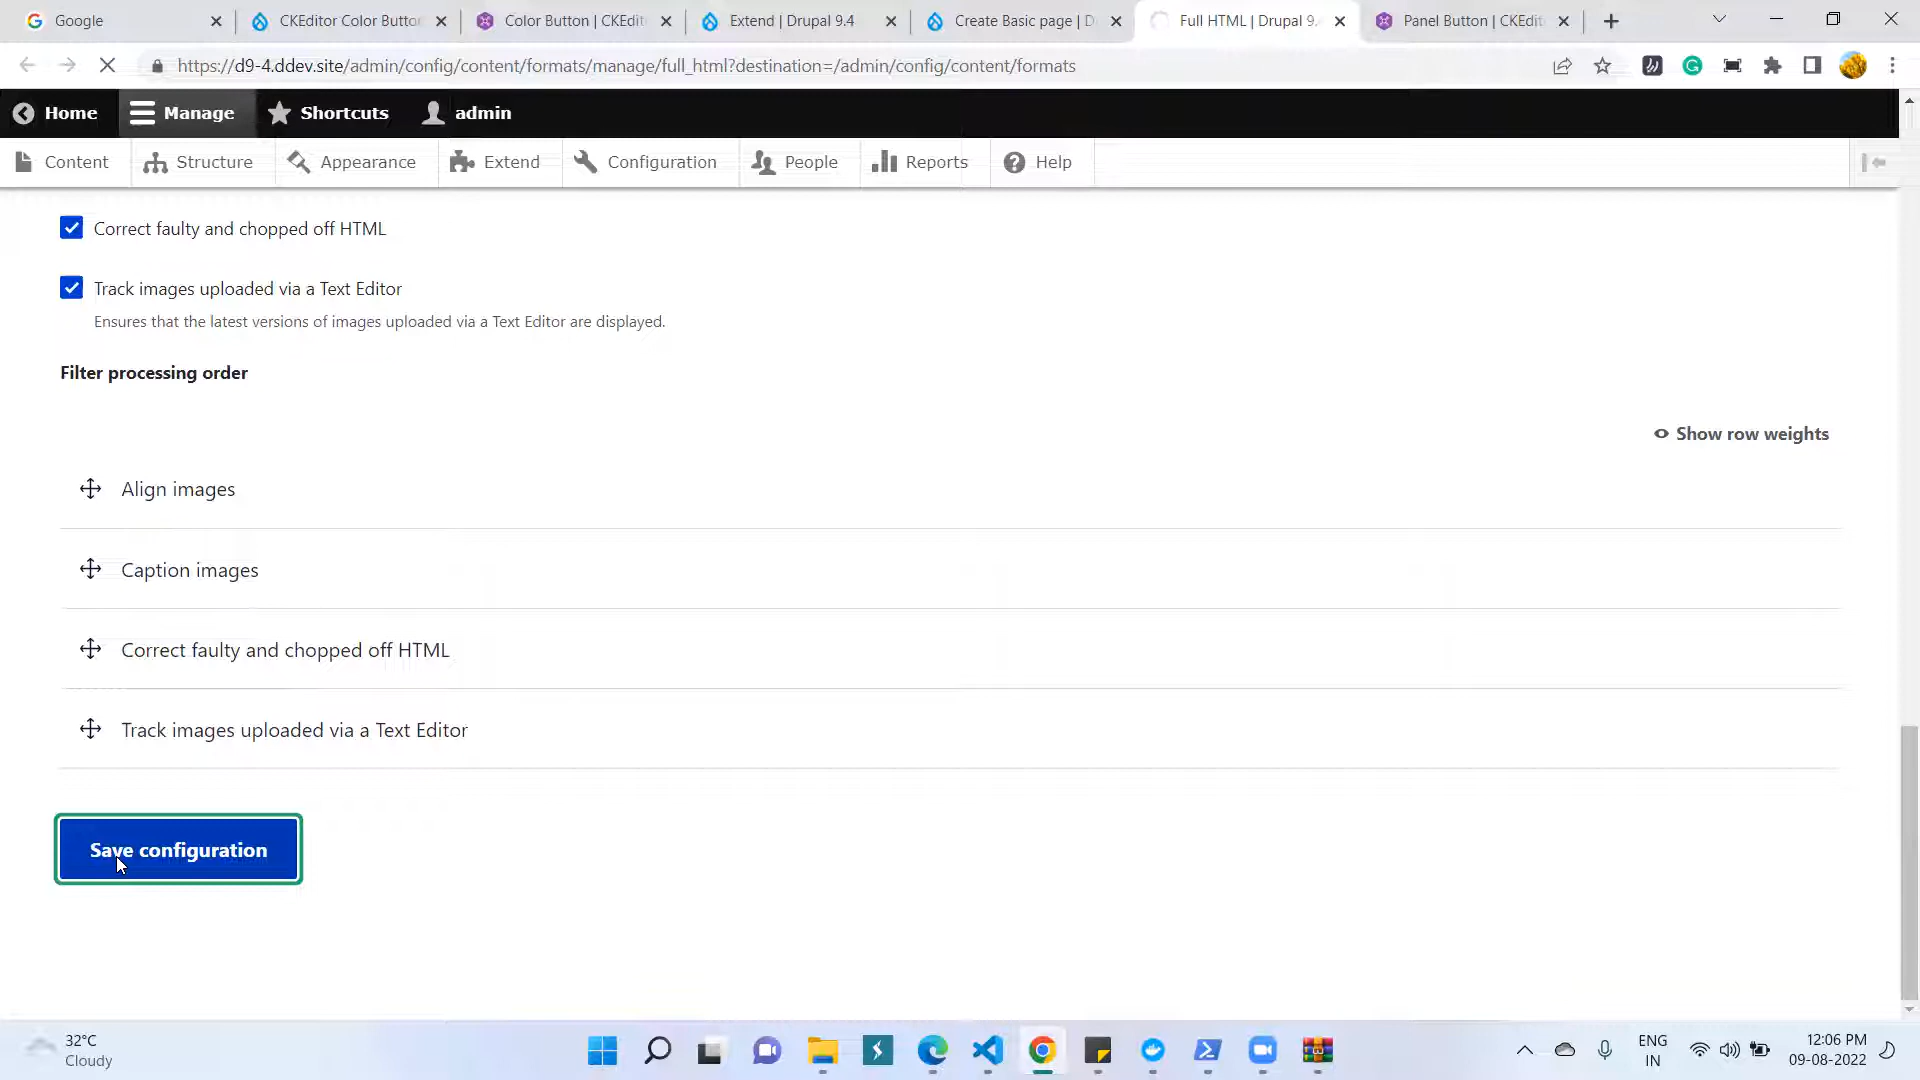 Google
CKEditor Color Button
Color Button | CKEdit
Extend | Drupal 9.4
Create Basic page | D
Full HTML | Drupal 9.
Panel Button | CKEdit
https://d9-4.ddev.site/admin/config/content/formats/manage/full_html?destination=/admin/config/content/formats
Home
Manage
Shortcuts
admin
Content
Structure
Appearance
Extend
Configuration
People
Reports
Help
Correct faulty and chopped off HTML
Track images uploaded via a Text Editor
Ensures that the latest versions of images uploaded via a Text Editor are displayed.
Filter processing order
Show row weights
Align images
Caption images
Correct faulty and chopped off HTML
Track images uploaded via a Text Editor
Save configuration
32°C
Cloudy
ENG
IN
12:06 PM
09-08-2022